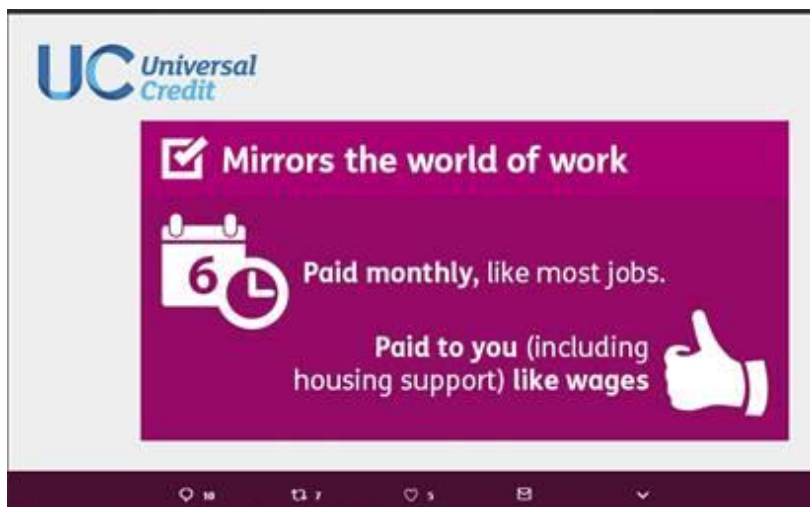 UC Universal
Credit
Mirrors the world of work
6
Paid monthly, like most jobs.
Paid to you (including
housing support) like wages
10 7 5